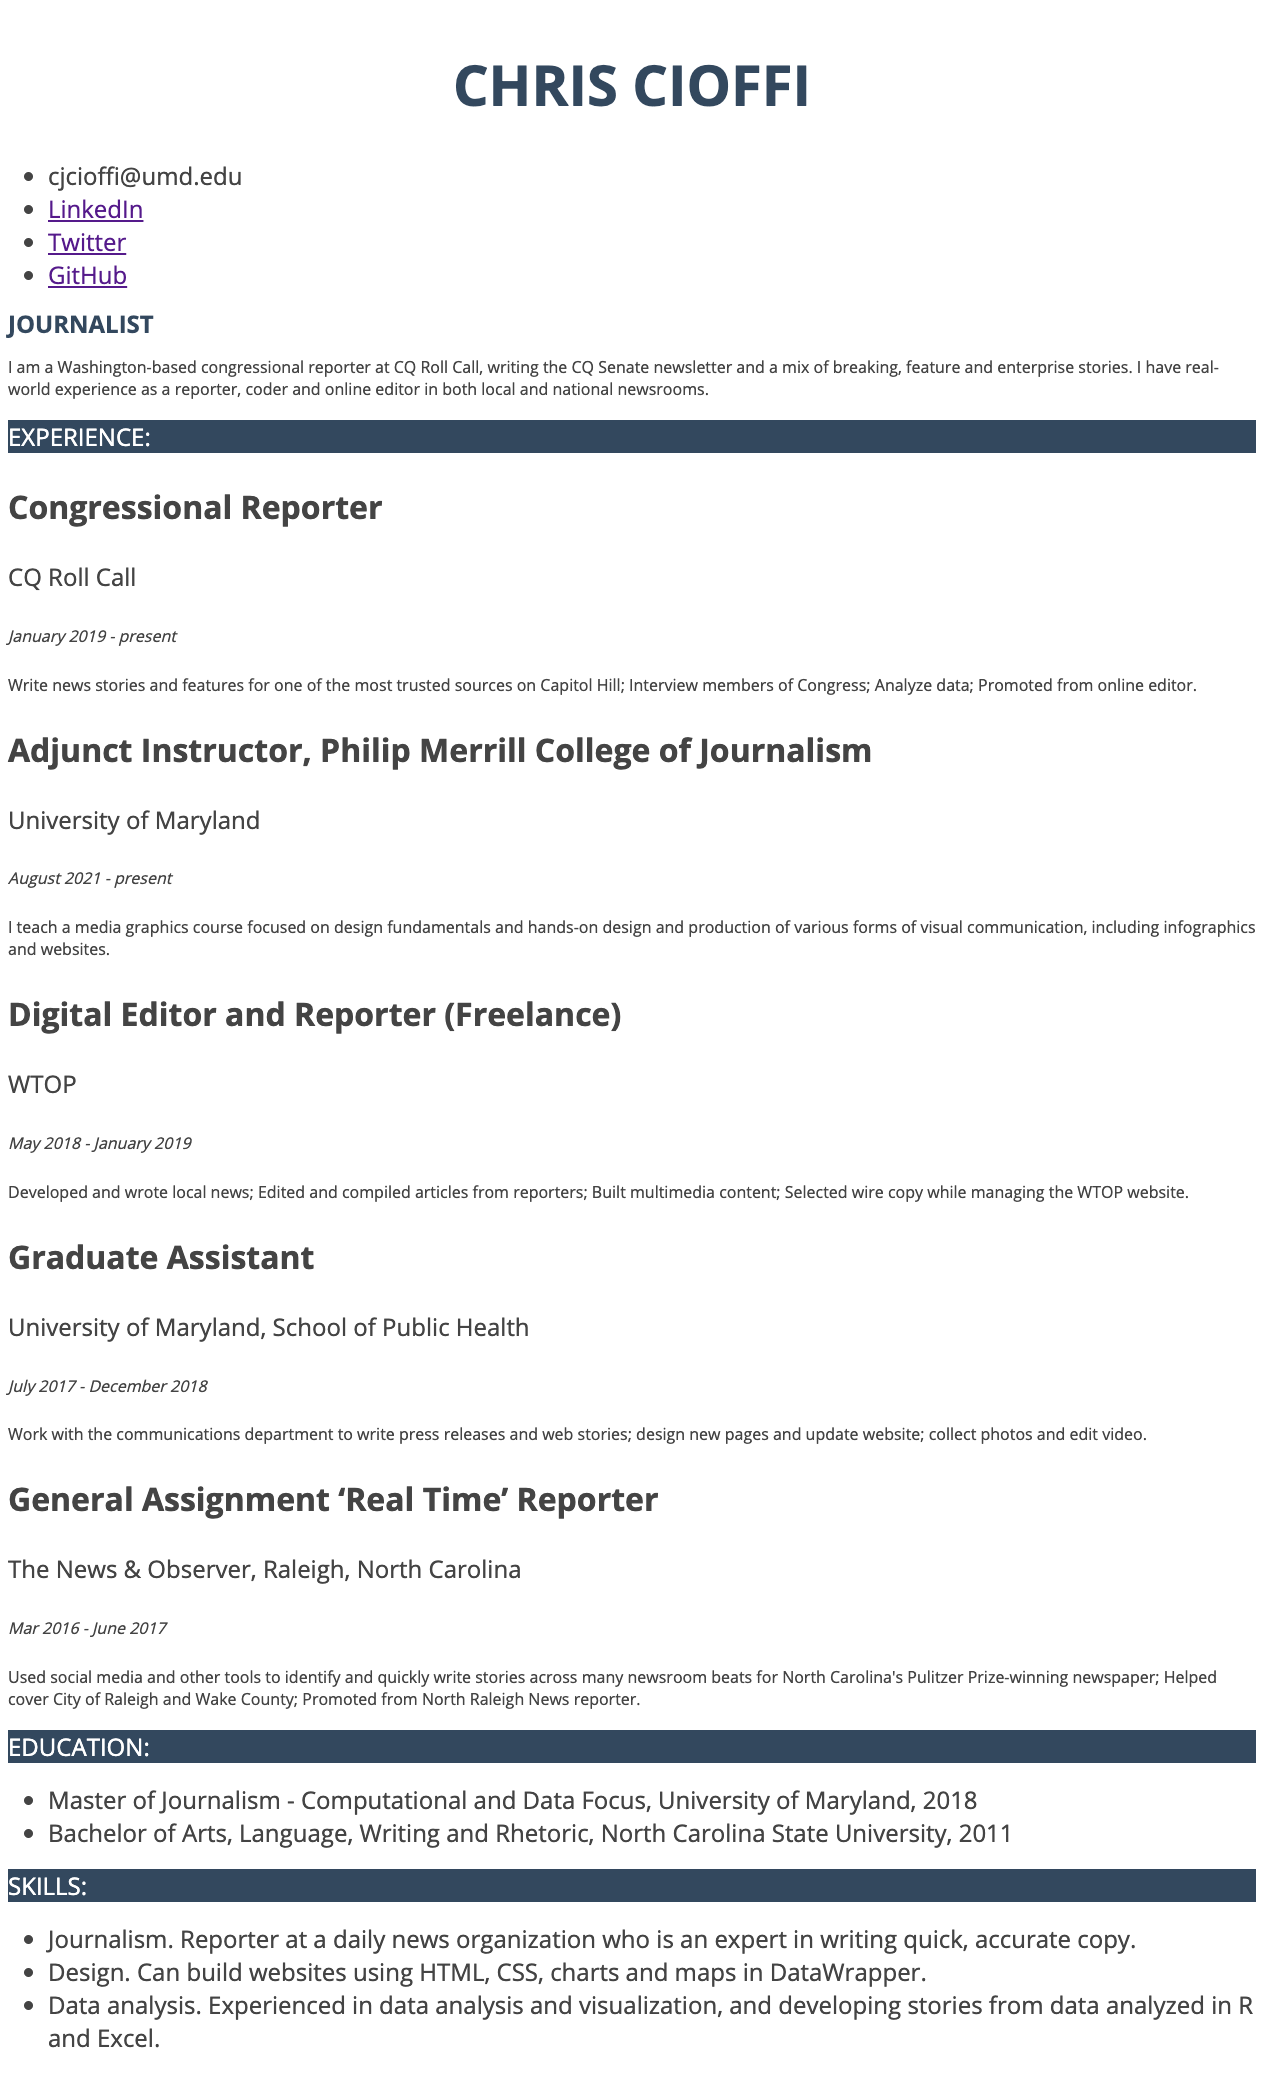 CHRIS CIOFFI
cjcioffi@umd.edu
LinkedIn
Twitter
GitHub
JOURNALIST
I am a Washington-based congressional reporter at CQ Roll Call, writing the CQ Senate newsletter and a mix of breaking, feature and enterprise stories. I have real-
world experience as a reporter, coder and online editor in both local and national newsrooms.
EXPERIENCE:
Congressional Reporter
CQ Roll Call
January 2019 - present
Write news stories and features for one of the most trusted sources on Capitol Hill; Interview members of Congress; Analyze data; Promoted from online editor.
Adjunct Instructor, Philip Merrill College of Journalism
University of Maryland
August 2021 - present
I teach a media graphics course focused on design fundamentals and hands-on design and production of various forms of visual communication, including infographics
and websites.
Digital Editor and Reporter (Freelance)
WTOP
May 2018 - January 2019
Developed and wrote local news; Edited and compiled articles from reporters; Built multimedia content; Selected wire copy while managing the WTOP website.
Graduate Assistant
University of Maryland, School of Public Health
July 2017 - December 2018
Work with the communications department to write press releases and web stories; design new pages and update website; collect photos and edit video.
General Assignment ‘Real Time’ Reporter
The News & Observer, Raleigh, North Carolina
Mar 2016 - June 2017
Used social media and other tools to identify and quickly write stories across many newsroom beats for North Carolina's Pulitzer Prize-winning newspaper; Helped
cover City of Raleigh and Wake County; Promoted from North Raleigh News reporter.
EDUCATION:
Master of Journalism - Computational and Data Focus, University of Maryland, 2018
Bachelor of Arts, Language, Writing and Rhetoric, North Carolina State University, 2011
SKILLS:
Journalism. Reporter at a daily news organization who is an expert in writing quick, accurate copy.
Design. Can build websites using HTML, CSS, charts and maps in DataWrapper.
Data analysis. Experienced in data analysis and visualization, and developing stories from data analyzed in R
and Excel.